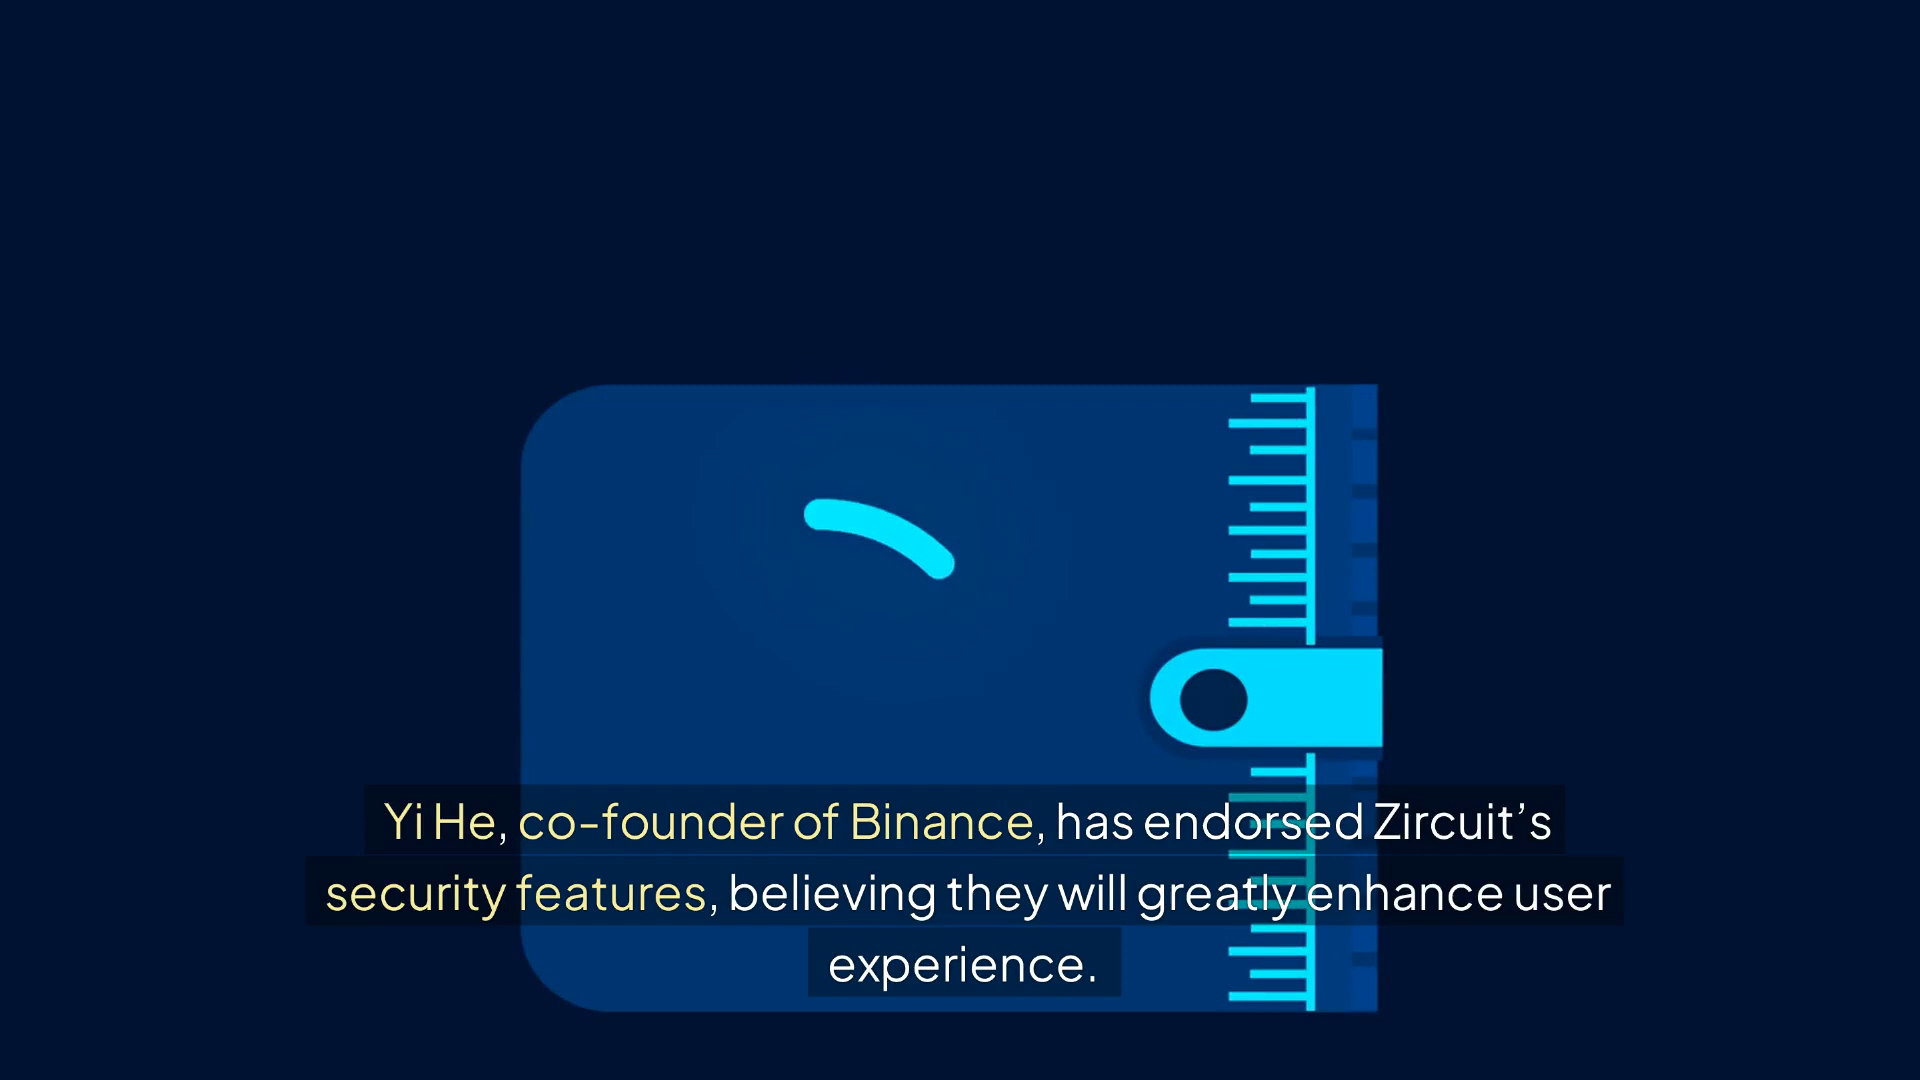 Yi He, co-founder of Binance, has endorsed Zircuit’s
security features, believing they will greatly enhance user
experience.